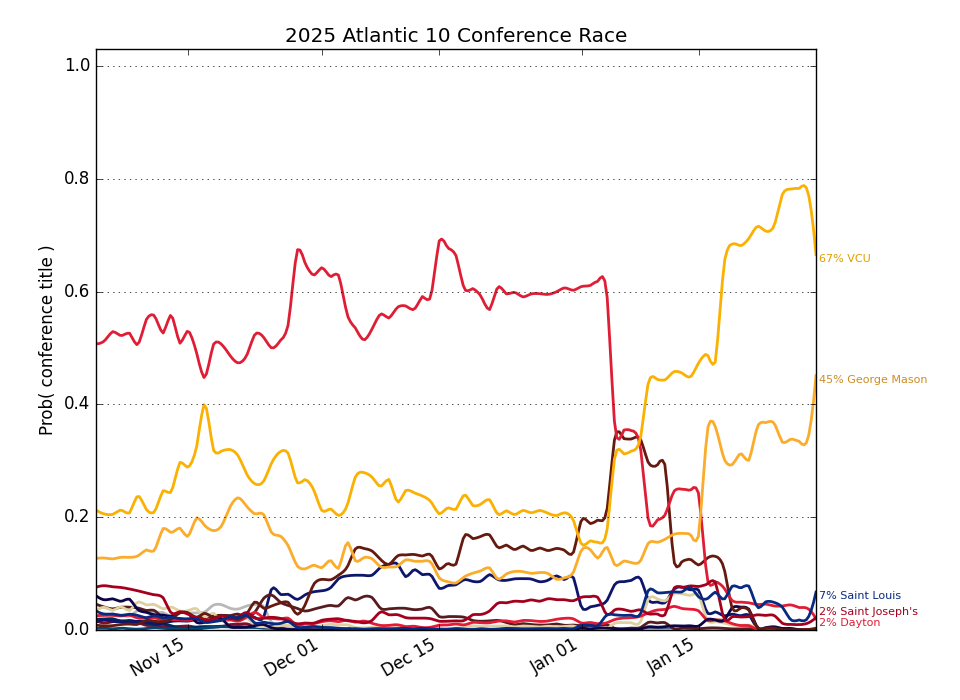 2025 Atlantic 10 Conference Race
Prob( conference title )
1.0
0.8
0.6
0.4
0.2
0.0
67% VCU
45% George Mason
7% Saint Louis
2% Saint Joseph's
2% Dayton
Nov 15
Dec 01
Dec 15
Jan 01
Jan 15